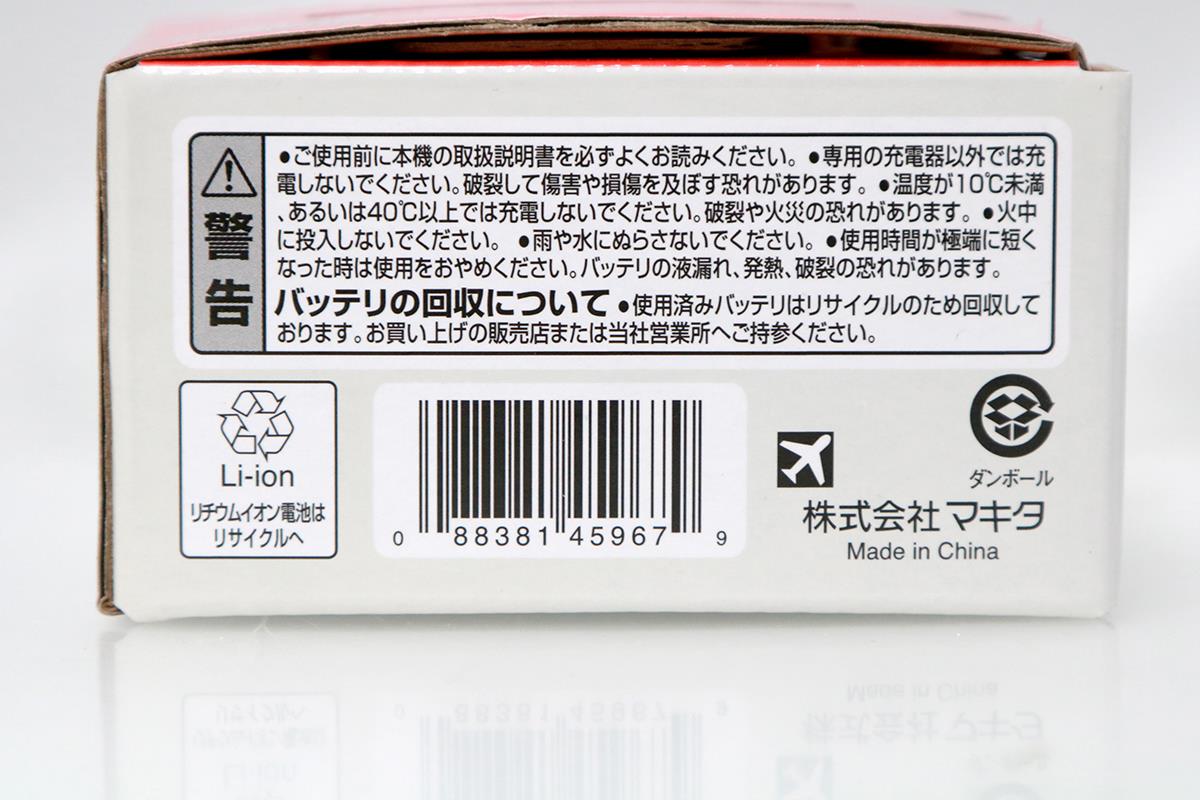 ●ご使用前に本機の取扱説明書を必ずよくお読みください。●専用の充電器以外では充
電しないでください。破裂して傷害や損傷を及ぼす恐れがあります。●温度が10℃未満
、あるいは40℃以上では充電しないでください。破裂や火災の恐れがあります。●火中
に投入しないでください。●雨や水にぬらさないでください。●使用時間が極端に短く
なった時は使用をおやめください。バッテリの液漏れ、発熱、破裂の恐れがあります。
警告
バッテリの回収について ●使用済みバッテリはリサイクルのため回収して
おります。お買い上げの販売店または当社営業所へご持参ください。
Li-ion
リチウムイオン電池は
リサイクルへ
0 88381 45967 9
ダンボール
株式会社 マキタ
Made in China